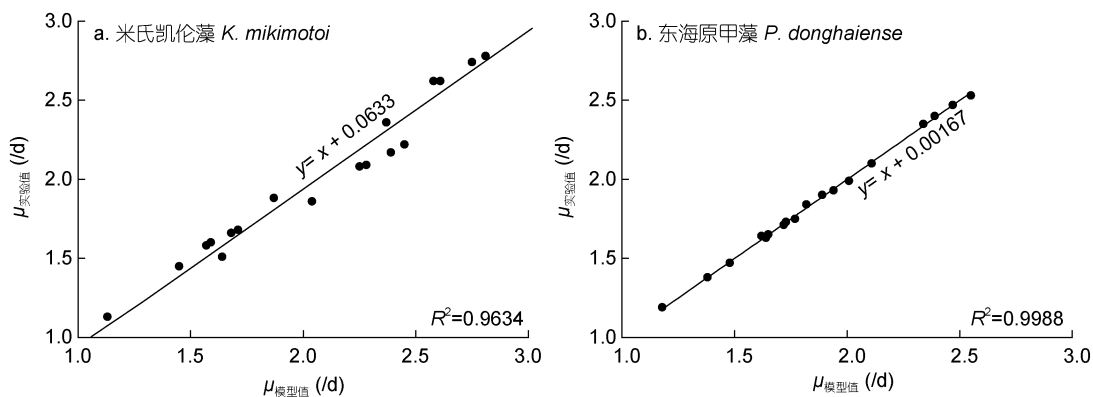 a. 米氏凯伦藻 K. mikimotoi
3.0
2.5
2.0
1.5
1.0
μ实验值 (/d)
y= x + 0.0633
R²=0.9634
1.0 1.5 2.0 2.5 3.0
μ模型值 (/d)
b. 东海原甲藻 P. donghaiense
3.0
2.5
2.0
1.5
1.0
μ实验值 (/d)
y= x + 0.00167
R²=0.9988
1.0 1.5 2.0 2.5 3.0
μ模型值 (/d)